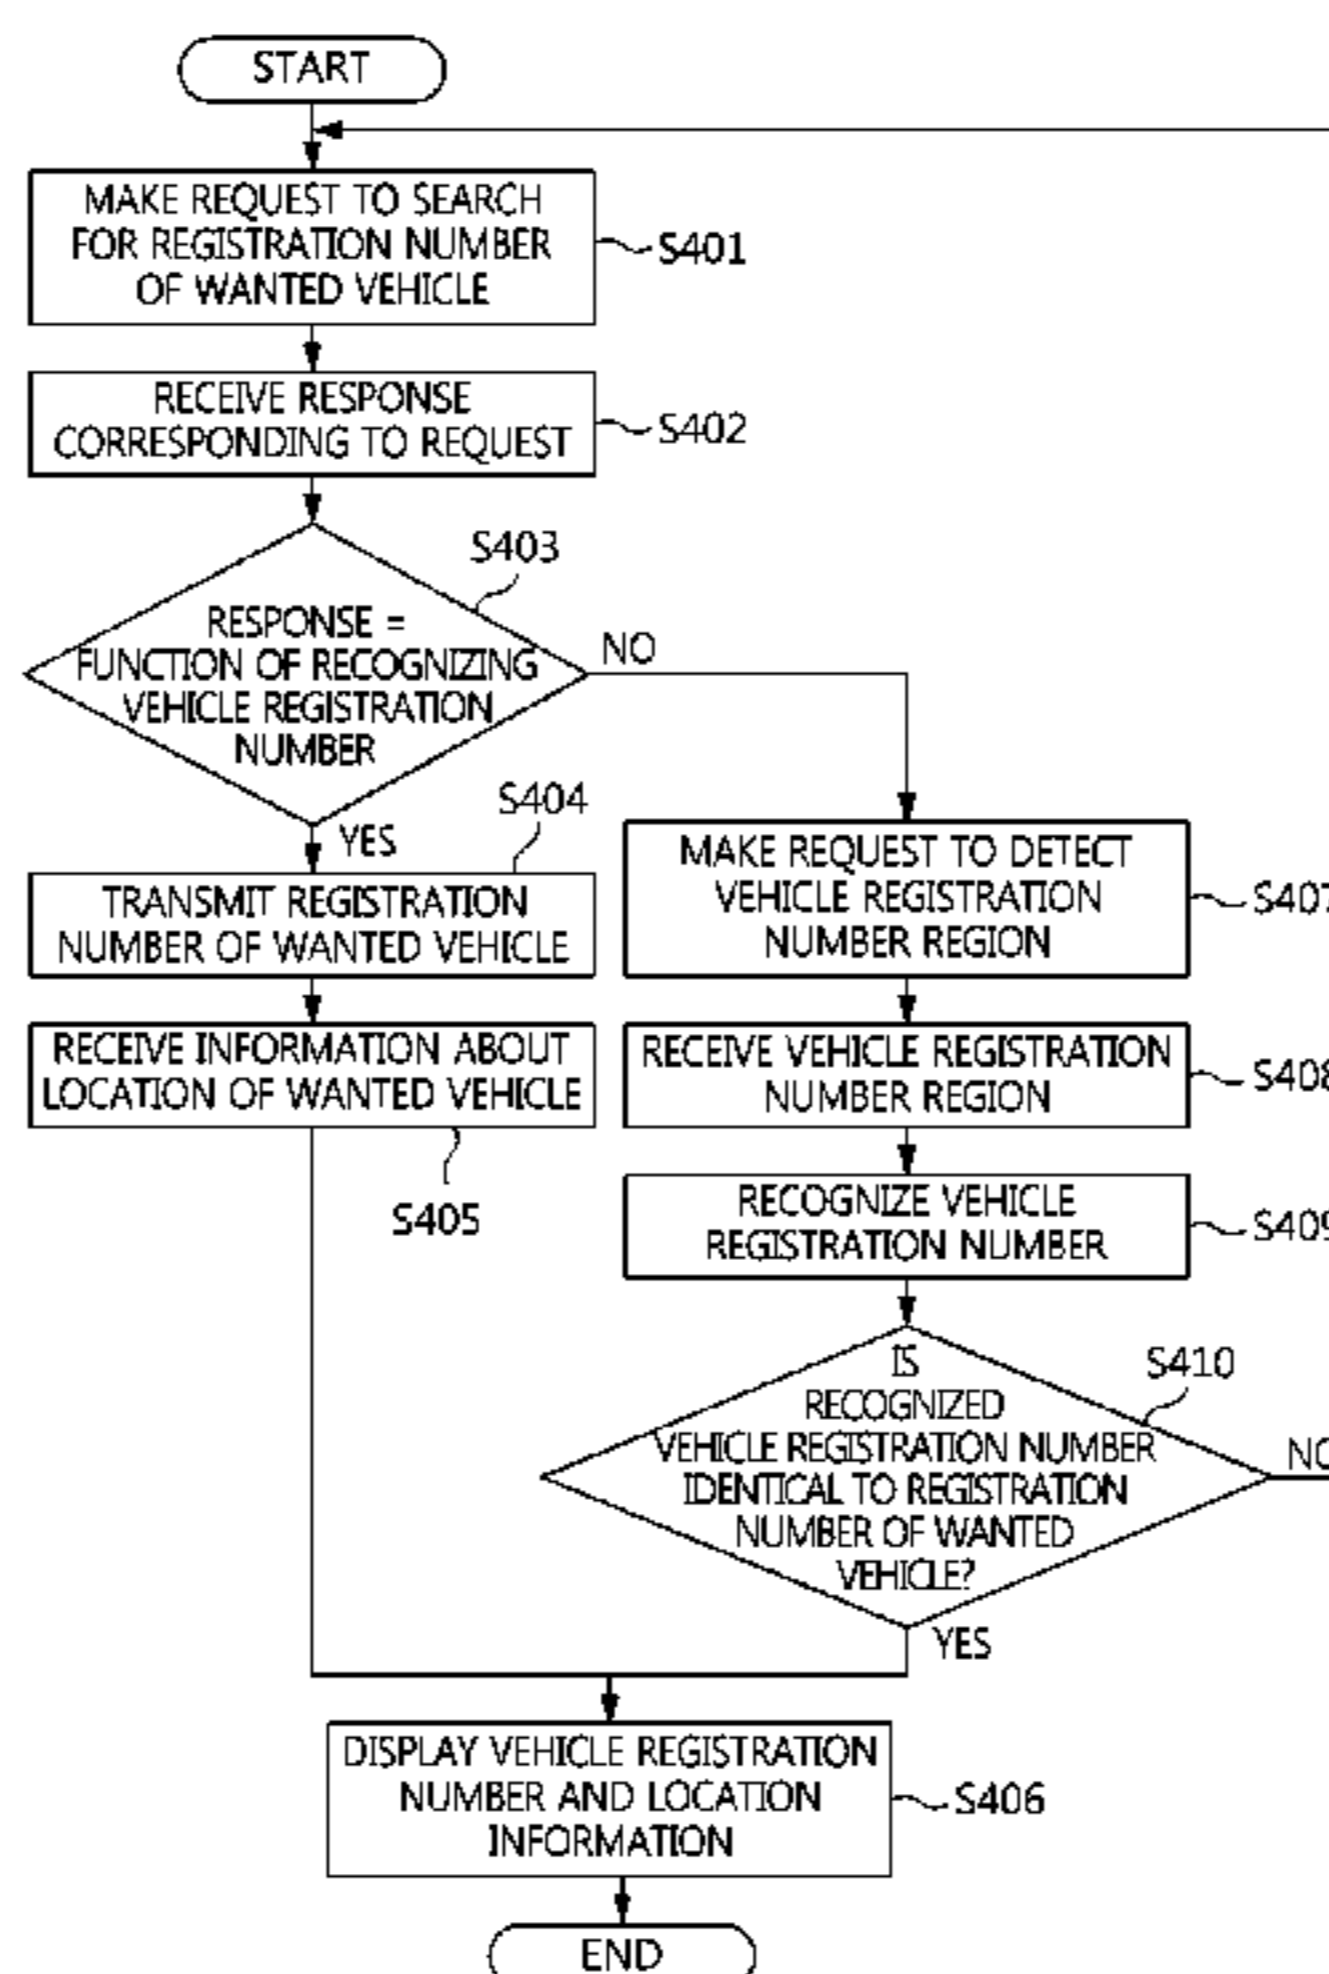 START
MAKE REQUEST TO SEARCH
FOR REGISTRATION NUMBER
OF WANTED VEHICLE
S401
RECEIVE RESPONSE
CORRESPONDING TO REQUEST
S402
S403
RESPONSE =
FUNCTION OF RECOGNIZING
VEHICLE REGISTRATION
NUMBER
NO
YES
S404
TRANSMIT REGISTRATION
NUMBER OF WANTED VEHICLE
RECEIVE INFORMATION ABOUT
LOCATION OF WANTED VEHICLE
S405
MAKE REQUEST TO DETECT
VEHICLE REGISTRATION
NUMBER REGION
S407
RECEIVE VEHICLE REGISTRATION
NUMBER REGION
S408
RECOGNIZE VEHICLE
REGISTRATION NUMBER
S409
S410
IS
RECOGNIZED
VEHICLE REGISTRATION NUMBER
IDENTICAL TO REGISTRATION
NUMBER OF WANTED
VEHICLE?
NO
YES
DISPLAY VEHICLE REGISTRATION
NUMBER AND LOCATION
INFORMATION
S406
END